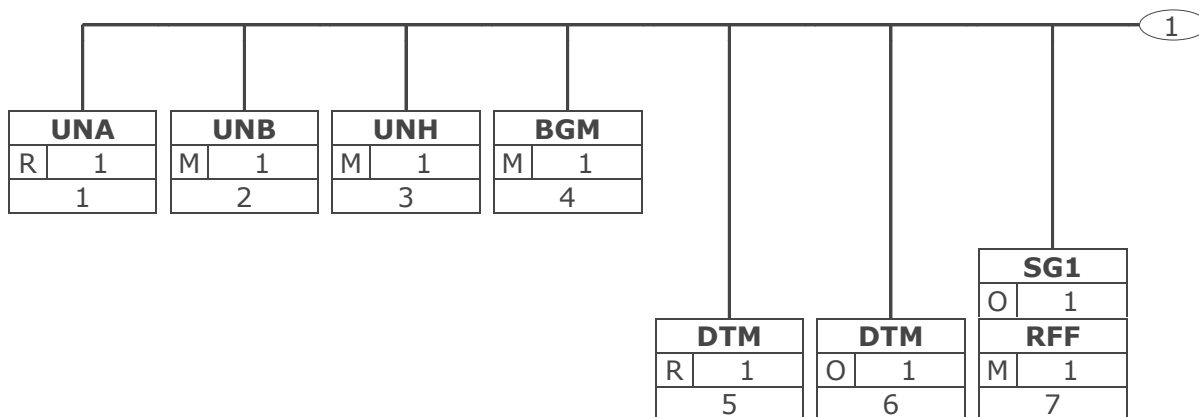 1
UNA UNB UNH BGM
R 1 M 1 M 1 M 1
1 2 3 4
SG1
O 1
DTM DTM RFF
R 1 O 1 M 1
5 6 7